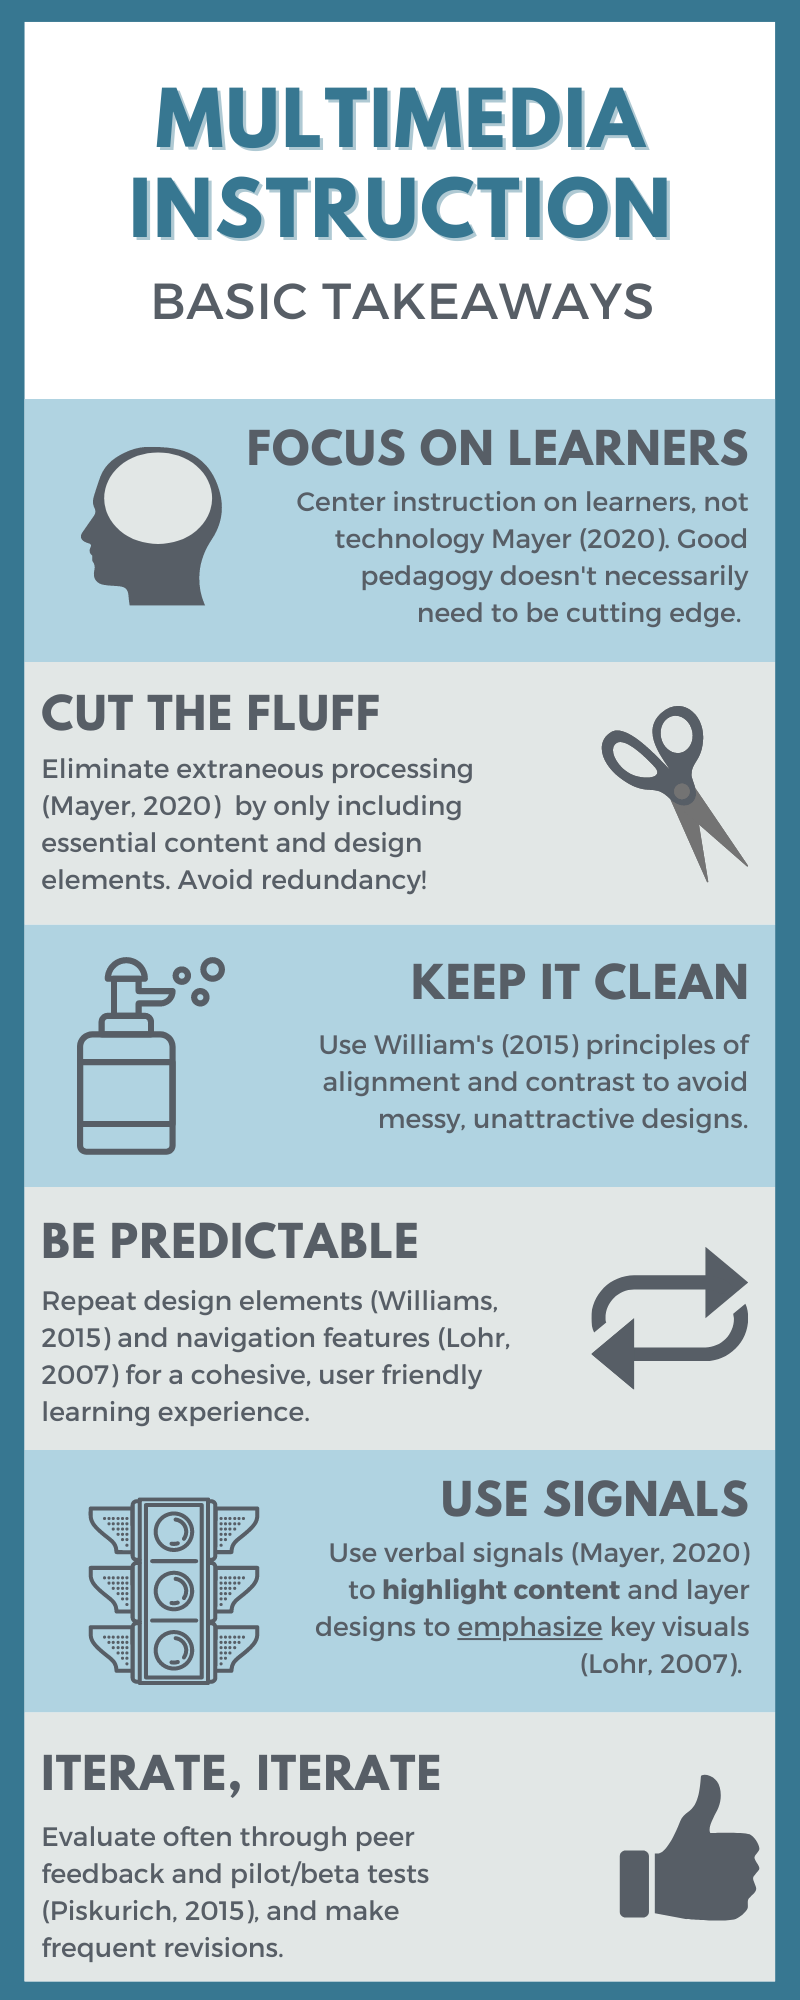 MULTIMEDIA
INSTRUCTION
BASIC TAKEAWAYS
FOCUS ON LEARNERS
Center instruction on learners, not
technology Mayer (2020). Good
pedagogy doesn't necessarily
need to be cutting edge.
CUT THE FLUFF
Eliminate extraneous processing
(Mayer, 2020) by only including
essential content and design
elements. Avoid redundancy!
KEEP IT CLEAN
Use William's (2015) principles of
alignment and contrast to avoid
messy, unattractive designs.
BE PREDICTABLE
Repeat design elements (Williams,
2015) and navigation features (Lohr,
2007) for a cohesive, user friendly
learning experience.
USE SIGNALS
Use verbal signals (Mayer, 2020)
to highlight content and layer
designs to emphasize key visuals
(Lohr, 2007).
ITERATE, ITERATE
Evaluate often through peer
feedback and pilot/beta tests
(Piskurich, 2015), and make
frequent revisions.